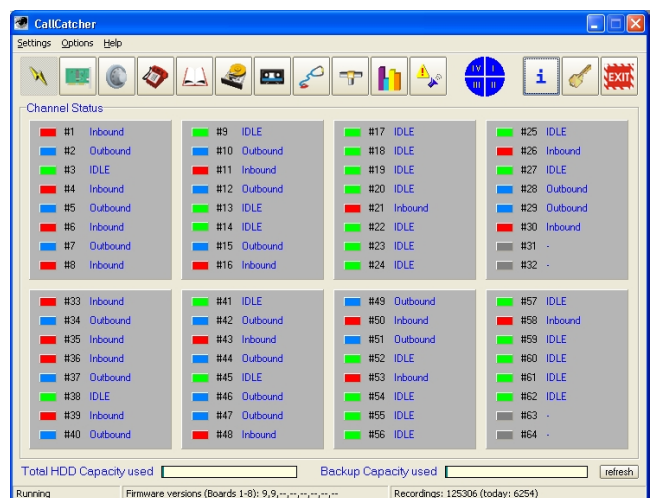 CallCatcher
Settings Options Help
IV I
III II
i
EXIT
Channel Status
#1 Inbound
#2 Outbound
#3 IDLE
#4 Inbound
#5 Outbound
#6 Inbound
#7 Outbound
#8 Inbound
#9 IDLE
#10 Outbound
#11 Inbound
#12 Outbound
#13 IDLE
#14 IDLE
#15 Outbound
#16 Inbound
#17 IDLE
#18 IDLE
#19 IDLE
#20 IDLE
#21 Inbound
#22 IDLE
#23 IDLE
#24 IDLE
#25 IDLE
#26 Inbound
#27 IDLE
#28 Outbound
#29 Outbound
#30 Inbound
#31 -
#32 -
#33 Inbound
#34 Outbound
#35 Inbound
#36 Inbound
#37 Outbound
#38 IDLE
#39 Inbound
#40 Outbound
#41 IDLE
#42 Outbound
#43 Inbound
#44 Outbound
#45 IDLE
#46 Outbound
#47 Outbound
#48 Inbound
#49 Outbound
#50 Inbound
#51 Outbound
#52 IDLE
#53 Inbound
#54 IDLE
#55 IDLE
#56 IDLE
#57 IDLE
#58 Inbound
#59 IDLE
#60 IDLE
#61 IDLE
#62 IDLE
#63 -
#64 -
Total HDD Capacity used Backup Capacity used refresh
Running Firmware versions (Boards 1-8): 9,9,--,--,--,--,--,-- Recordings: 125306 (today: 6254)